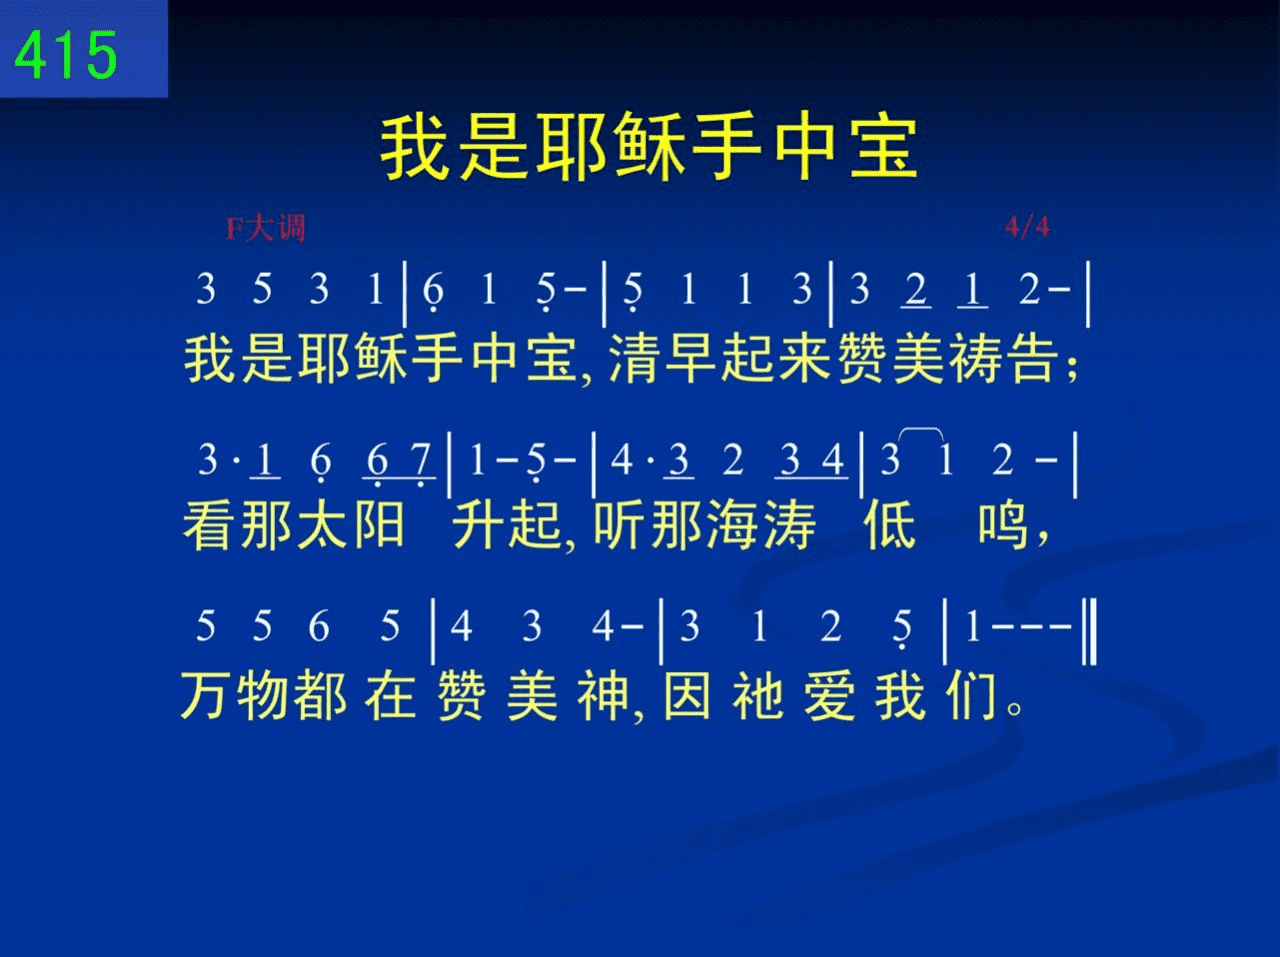 415
我是耶稣手中宝
F大调 4/4
3 5 3 1 | 6̣ 1 5̣ - | 5̣ 1 1 3 | 3 2̲ 1̲ 2 - |
我是耶稣手中宝, 清早起来赞美祷告；
3 · 1̲ 6̣ 6̣̲ 7̣̲ | 1 - 5̣ - | 4 · 3̲ 2 3̲ 4̲ | 3 1 2 - |
看那太阳 升起, 听那海涛 低 鸣，
5 5 6 5 | 4 3 4 - | 3 1 2 5̣ | 1 - - - ‖
万物都 在 赞 美 神, 因 祂 爱 我 们。